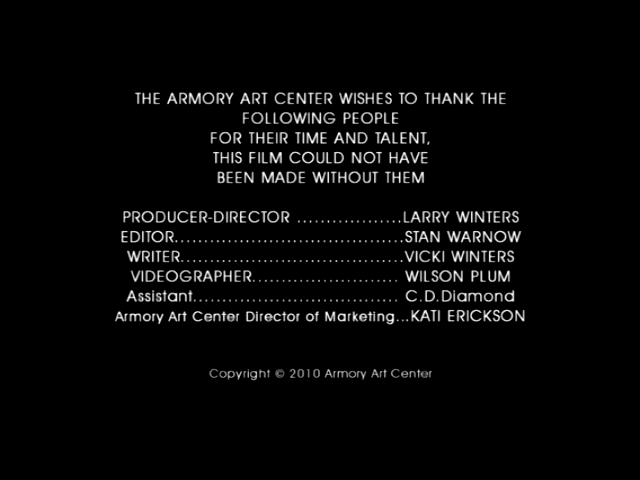 THE ARMORY ART CENTER WISHES TO THANK THE
FOLLOWING PEOPLE
FOR THEIR TIME AND TALENT,
THIS FILM COULD NOT HAVE
BEEN MADE WITHOUT THEM
PRODUCER-DIRECTOR ..................LARRY WINTERS
EDITOR.......................................STAN WARNOW
WRITER......................................VICKI WINTERS
VIDEOGRAPHER......................... WILSON PLUM
Assistant................................... C.D.Diamond
Armory Art Center Director of Marketing...KATI ERICKSON
Copyright © 2010 Armory Art Center